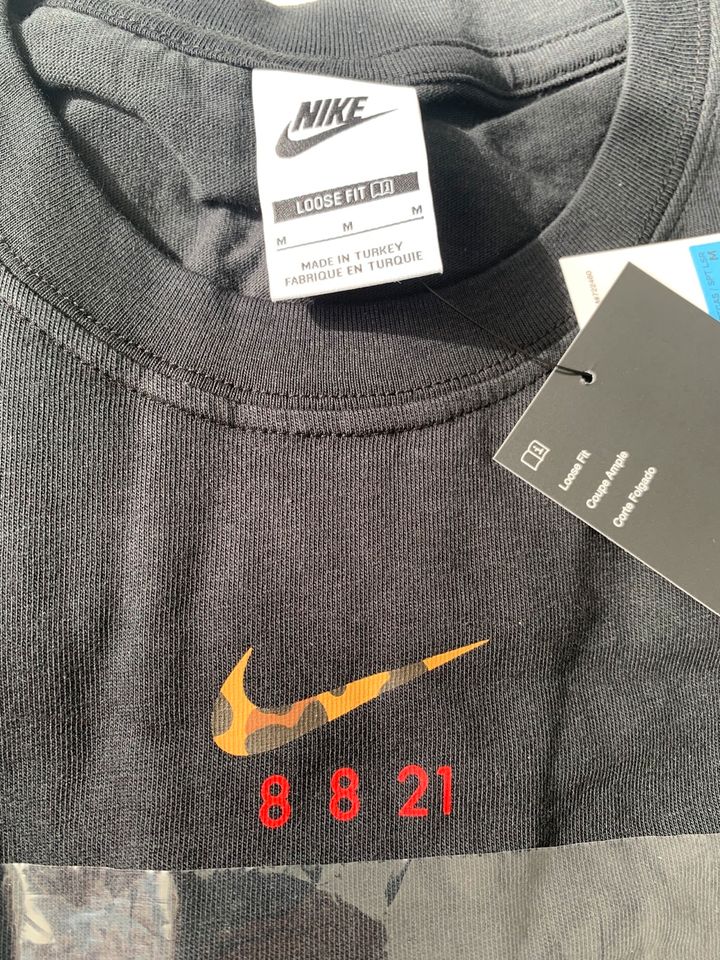 NIKE
LOOSE FIT
M M M
MADE IN TURKEY
FABRIQUE EN TURQUIE
Loose Fit
Coupe Ample
Corte Folgado
8 8 21